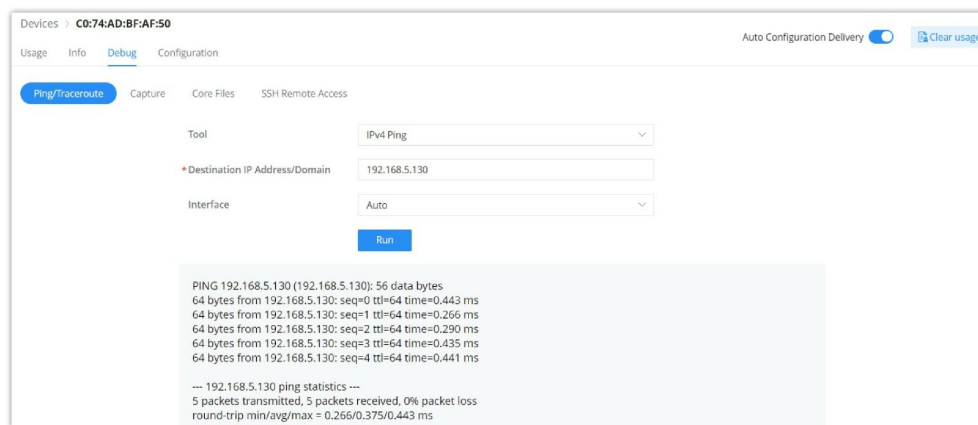 Devices > C0:74:AD:BF:AF:50
Auto Configuration Delivery
Clear usage
Usage Info Debug Configuration
Ping/Traceroute Capture Core Files SSH Remote Access
Tool IPv4 Ping
* Destination IP Address/Domain 192.168.5.130
Interface Auto
Run
PING 192.168.5.130 (192.168.5.130): 56 data bytes
64 bytes from 192.168.5.130: seq=0 ttl=64 time=0.443 ms
64 bytes from 192.168.5.130: seq=1 ttl=64 time=0.266 ms
64 bytes from 192.168.5.130: seq=2 ttl=64 time=0.290 ms
64 bytes from 192.168.5.130: seq=3 ttl=64 time=0.435 ms
64 bytes from 192.168.5.130: seq=4 ttl=64 time=0.441 ms
--- 192.168.5.130 ping statistics ---
5 packets transmitted, 5 packets received, 0% packet loss
round-trip min/avg/max = 0.266/0.375/0.443 ms